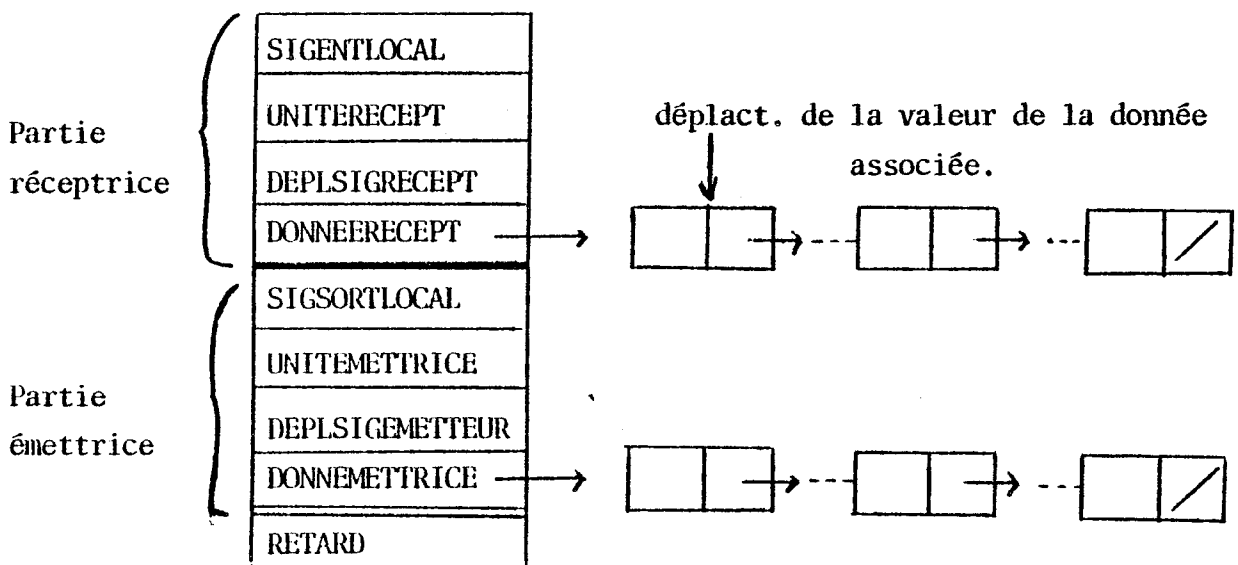 SIGENTLOCAL
UNITERECEPT
DEPLSIGRECEPT
DONNEERECEPT
Partie
réceptrice
déplact. de la valeur de la donnée
associée.
SIGSORTLOCAL
UNITEMETTRICE
DEPLSIGEMETTEUR
DONNEMETTRICE
Partie
émettrice
RETARD